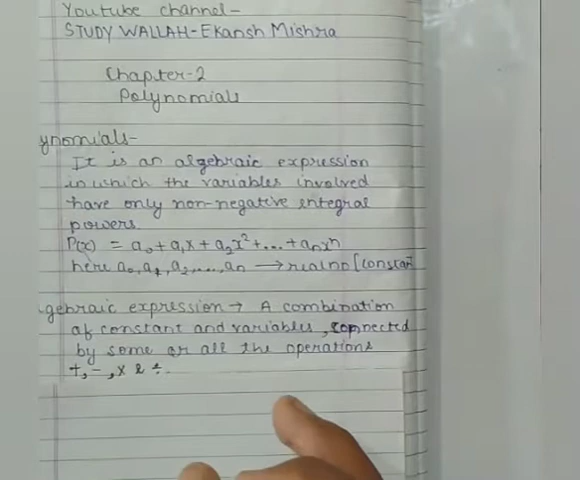 Youtube channel-
STUDY WALLAH-Ekansh Mishra
Chapter-2
Polynomials
ynomials-
It is an algebraic expression
in which the variables involved
have only non-negative integral
powers.
P(x) = a₀ + a₁x + a₂x² + ... + aₙxⁿ
here a₀, a₁, a₂....., aₙ → real no [constan
gebraic expression → A combination
of constant and variables, connected
by some or all the operations
+, -, × & ÷.